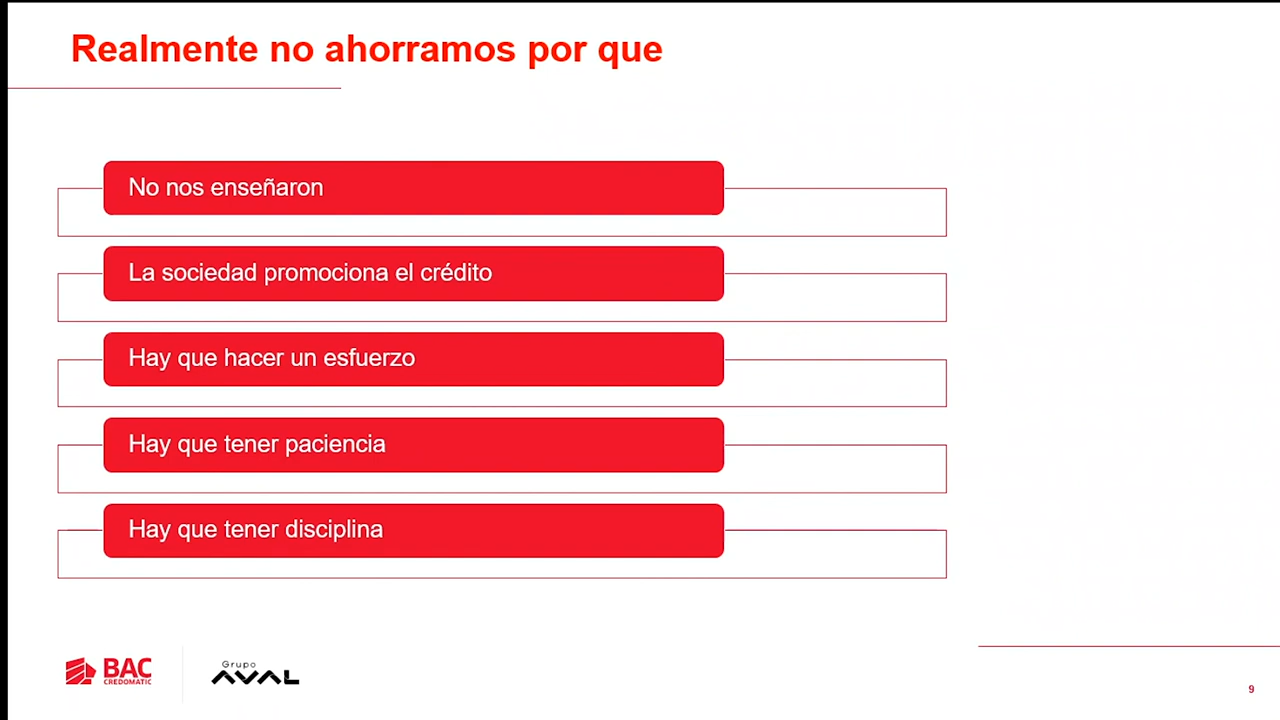 Realmente no ahorramos por que
No nos enseñaron
La sociedad promociona el crédito
Hay que hacer un esfuerzo
Hay que tener paciencia
Hay que tener disciplina
BAC
CREDOMATIC
Grupo
AVAL
9